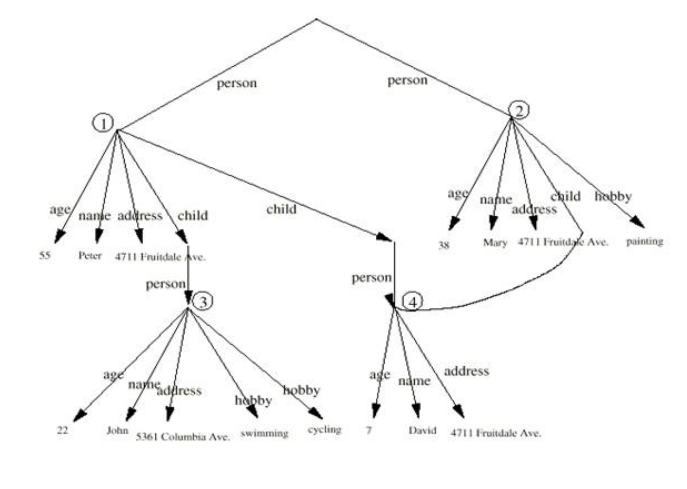 person
person
1
2
age
name
address
child
child
age
name
address
child
hobby
55
Peter
4711 Fruitdale Ave.
38
Mary
4711 Fruitdale Ave.
painting
person
3
person
4
age
name
address
hobby
hobby
age
name
address
22
John
5361 Columbia Ave.
swimming
cycling
7
David
4711 Fruitdale Ave.